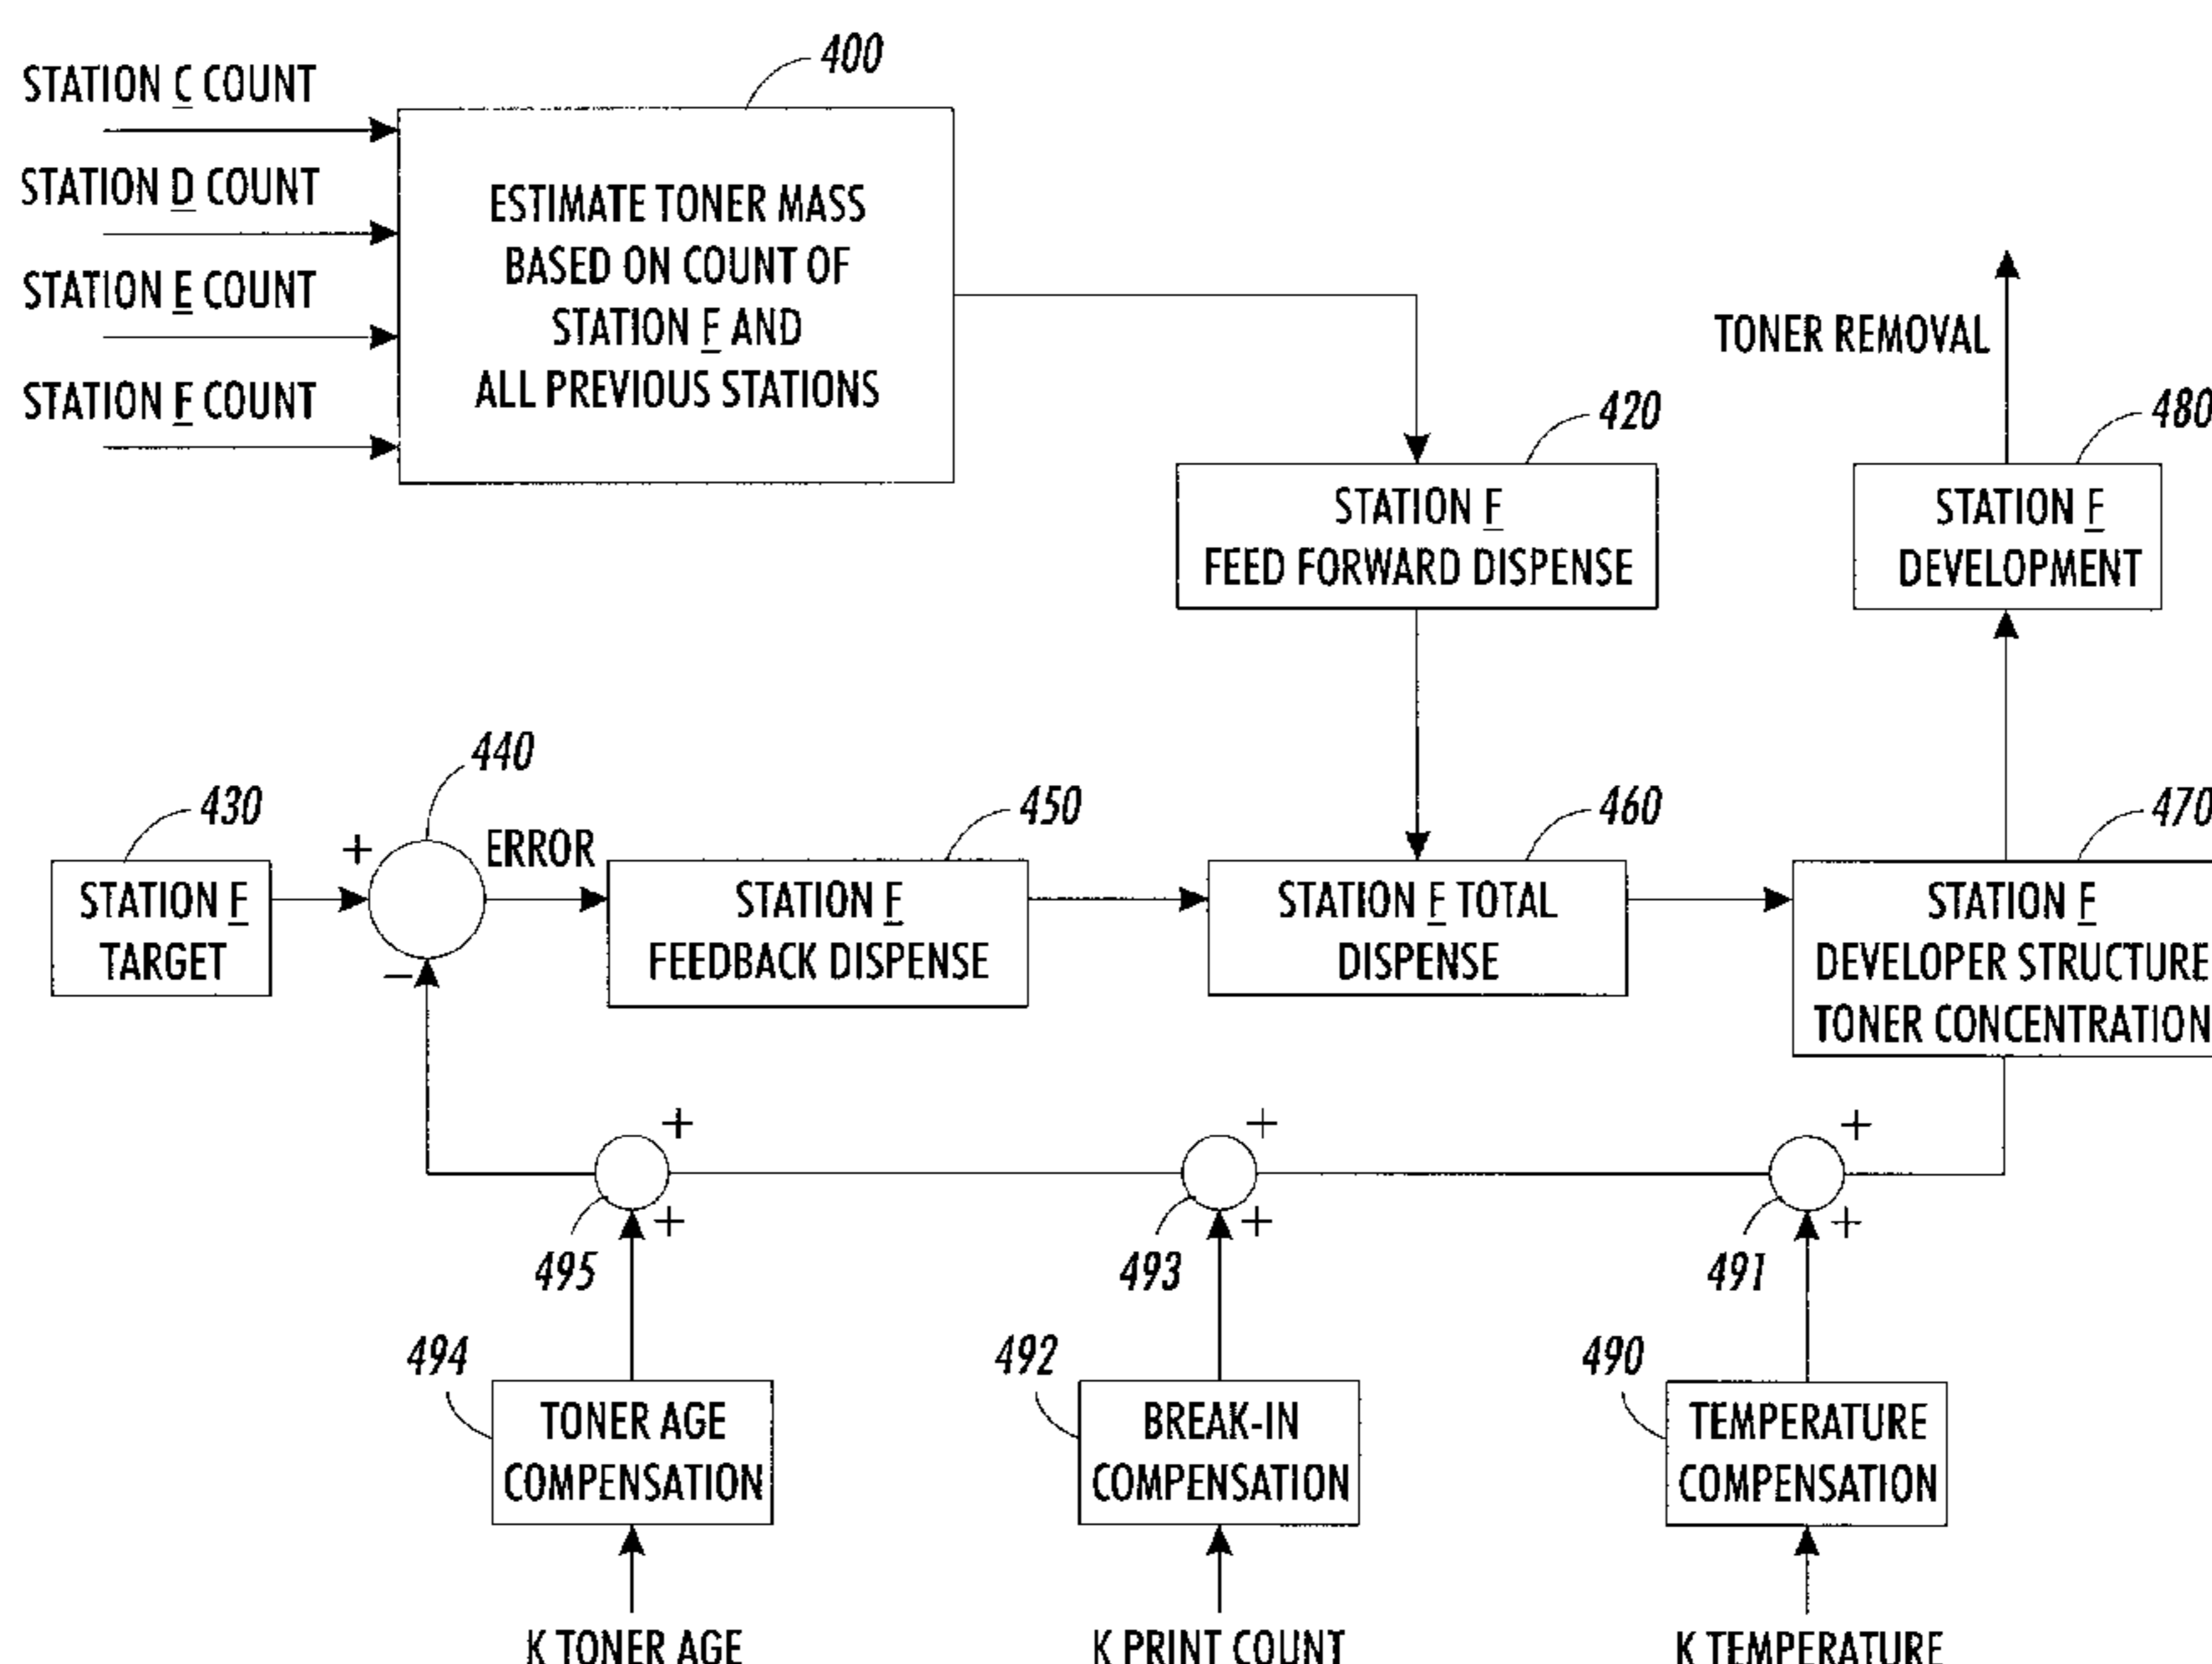 400
STATION C COUNT
STATION D COUNT
STATION E COUNT
STATION F COUNT
ESTIMATE TONER MASS
BASED ON COUNT OF
STATION F AND
ALL PREVIOUS STATIONS
TONER REMOVAL
420
STATION F
FEED FORWARD DISPENSE
480
STATION F
DEVELOPMENT
430
STATION F
TARGET
440
+
−
ERROR
450
STATION F
FEEDBACK DISPENSE
460
STATION F TOTAL
DISPENSE
470
STATION F
DEVELOPER STRUCTURE
TONER CONCENTRATION
+
+
495
+
+
493
+
+
491
494
TONER AGE
COMPENSATION
K TONER AGE
492
BREAK-IN
COMPENSATION
K PRINT COUNT
490
TEMPERATURE
COMPENSATION
K TEMPERATURE